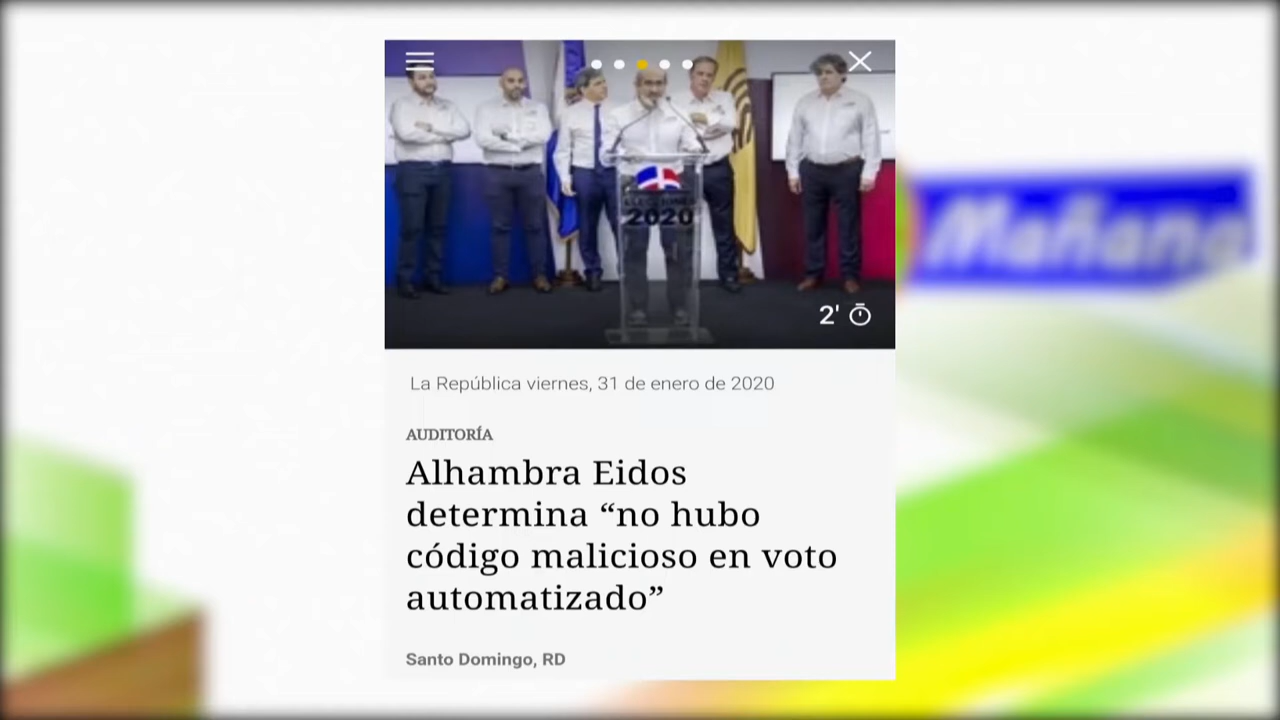 ELECCIONES
2020
2'
Mañana
La República viernes, 31 de enero de 2020
AUDITORÍA
Alhambra Eidos
determina “no hubo
código malicioso en voto
automatizado”
Santo Domingo, RD